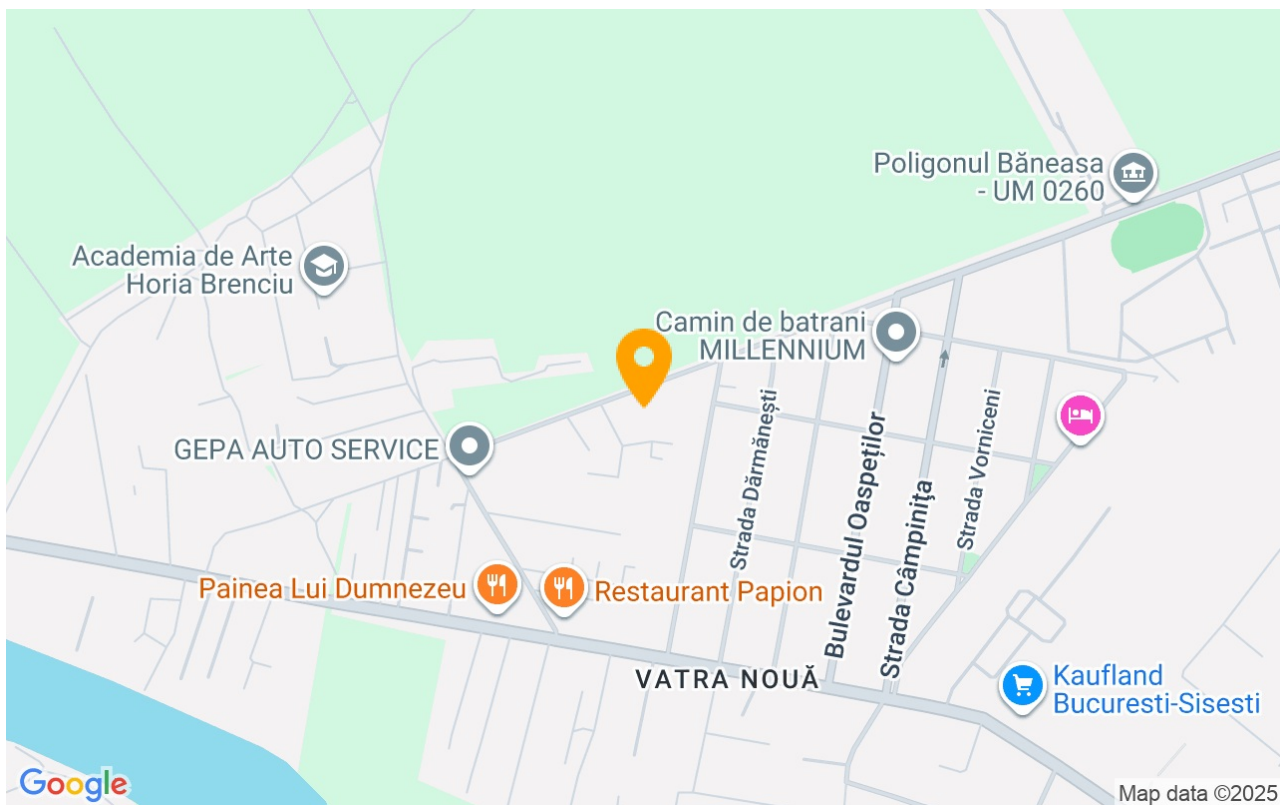 Poligonul Băneasa
- UM 0260
Academia de Arte
Horia Brenciu
Camin de batrani
MILLENNIUM
GEPA AUTO SERVICE
Strada Dărmănești
Bulevardul Oaspeților
Strada Câmpinița
Strada Vorniceni
Painea Lui Dumnezeu
Restaurant Papion
VATRA NOUĂ
Kaufland
Bucuresti-Sisesti
Google
Map data ©2025